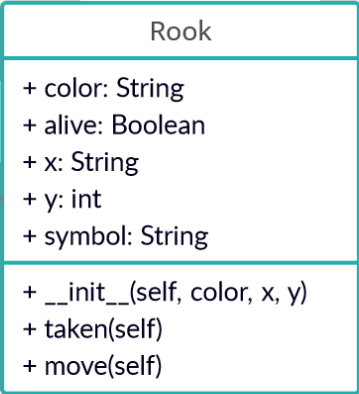 Rook
+ color: String
+ alive: Boolean
+ x: String
+ y: int
+ symbol: String
+ __init__(self, color, x, y)
+ taken(self)
+ move(self)